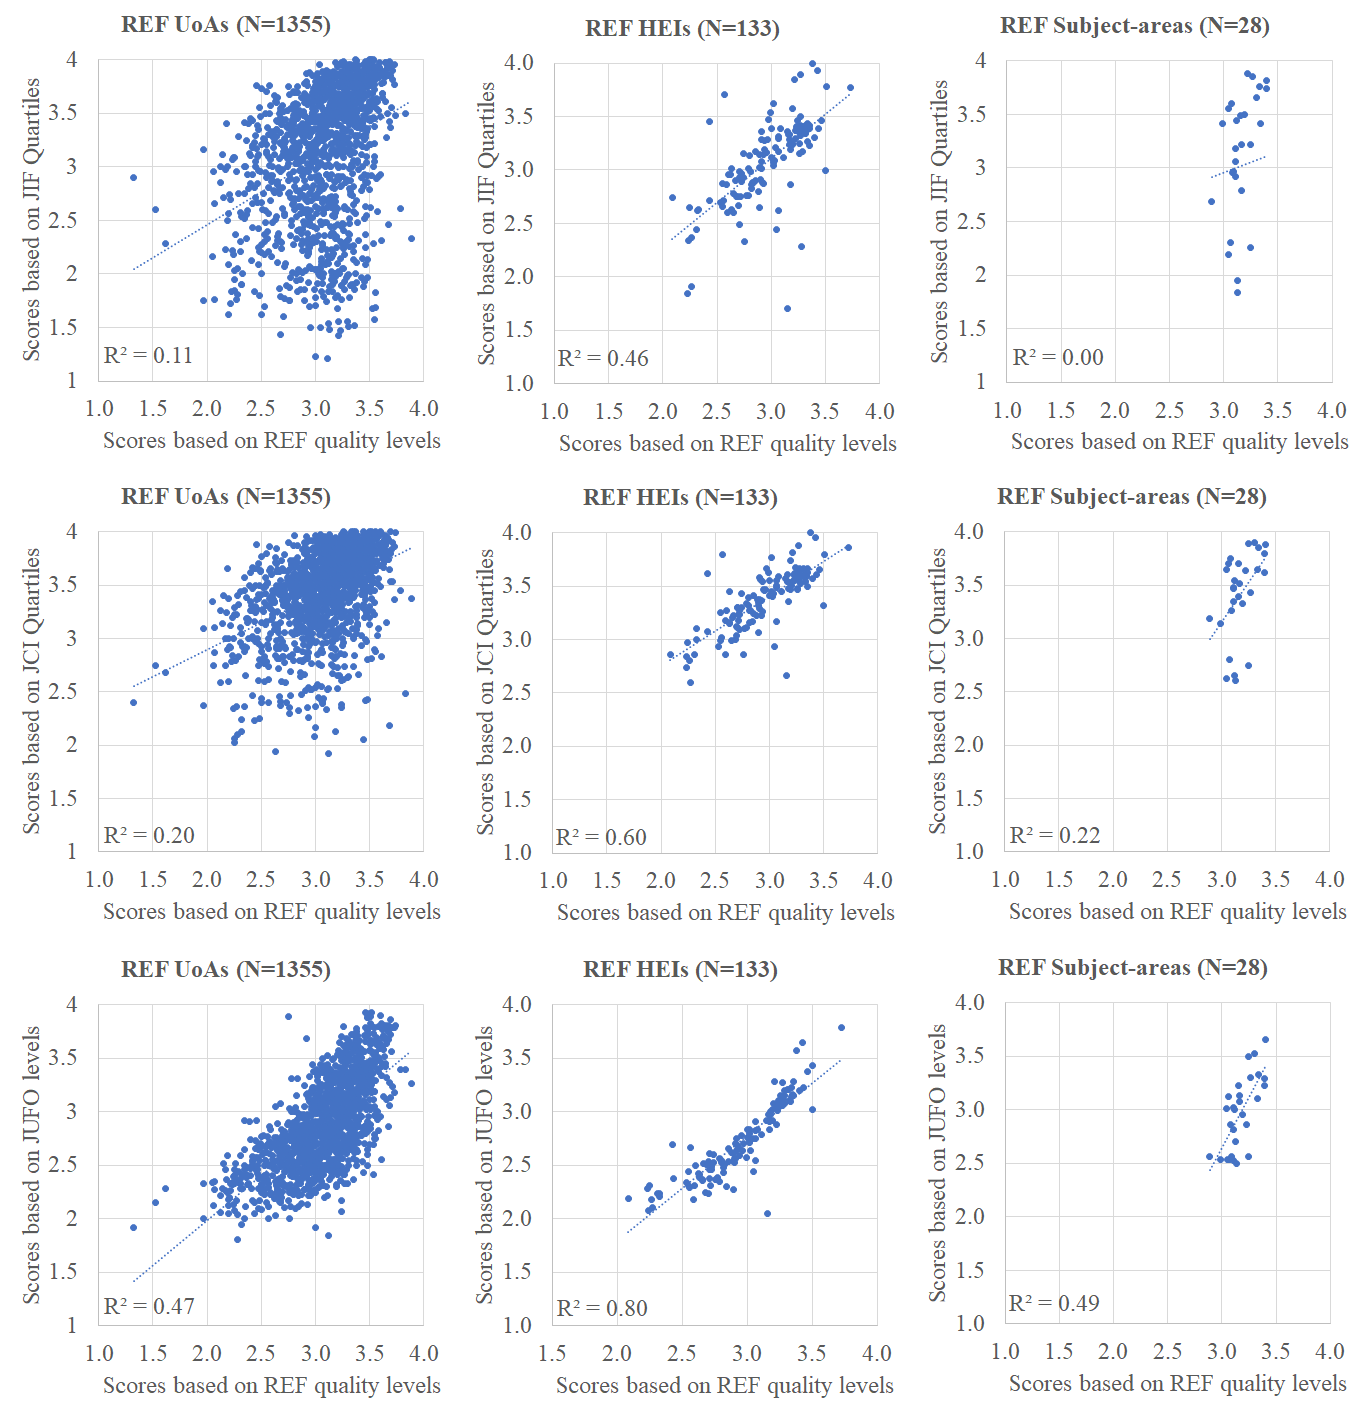 REF UoAs (N=1355)
Scores based on JIF Quartiles
4
3.5
3
2.5
2
1.5
1
R² = 0.11
1.0 1.5 2.0 2.5 3.0 3.5 4.0
Scores based on REF quality levels
REF HEIs (N=133)
Scores based on JIF Quartiles
4.0
3.5
3.0
2.5
2.0
1.5
1.0
R² = 0.46
1.0 1.5 2.0 2.5 3.0 3.5 4.0
Scores based on REF quality levels
REF Subject-areas (N=28)
Scores based on JIF Quartiles
4
3.5
3
2.5
2
1.5
1
R² = 0.00
1.0 1.5 2.0 2.5 3.0 3.5 4.0
Scores based on REF quality levels
REF UoAs (N=1355)
Scores based on JCI Quartiles
4
3.5
3
2.5
2
1.5
1
R² = 0.20
1.0 1.5 2.0 2.5 3.0 3.5 4.0
Scores based on REF quality levels
REF HEIs (N=133)
Scores based on JCI Quartiles
4.0
3.5
3.0
2.5
2.0
1.5
1.0
R² = 0.60
1.0 1.5 2.0 2.5 3.0 3.5 4.0
Scores based on REF quality levels
REF Subject-areas (N=28)
Scores based on JCI Quartiles
4.0
3.5
3.0
2.5
2.0
1.5
1.0
R² = 0.22
1.0 1.5 2.0 2.5 3.0 3.5 4.0
Scores based on REF quality levels
REF UoAs (N=1355)
Scores based on JUFO levels
4
3.5
3
2.5
2
1.5
1
R² = 0.47
1.0 1.5 2.0 2.5 3.0 3.5 4.0
Scores based on REF quality levels
REF HEIs (N=133)
Scores based on JUFO levels
4.0
3.5
3.0
2.5
2.0
1.5
1.0
R² = 0.80
1.5 2.0 2.5 3.0 3.5 4.0
Scores based on REF quality levels
REF Subject-areas (N=28)
Scores based on JUFO levels
4.0
3.5
3.0
2.5
2.0
1.5
1.0
R² = 0.49
1.0 1.5 2.0 2.5 3.0 3.5 4.0
Scores based on REF quality levels